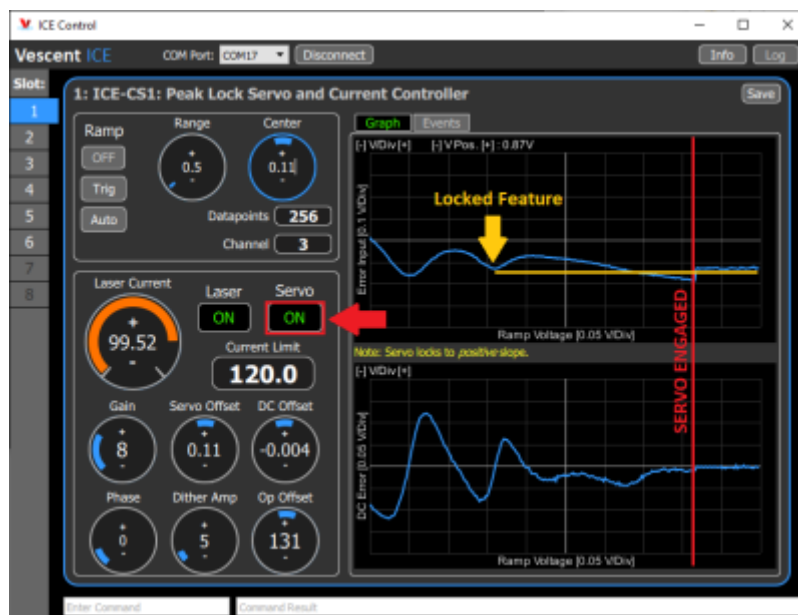 ICE Control
Vescent ICE COM Port: COM17 Disconnect Info Log
Slot:
1
2
3
4
5
6
7
8
1: ICE-CS1: Peak Lock Servo and Current Controller Save
Ramp
OFF
Trig
Auto
Range Center
+ +
0.5 0.11
- -
Datapoints 256
Channel 3
Laser Current
+
99.52
-
Laser Servo
ON ON
Current Limit
120.0
Gain Servo Offset DC Offset
+ + +
8 0.11 -0.004
- - -
Phase Dither Amp Op Offset
+ + +
0 5 131
- - -
Graph Events
[-] V/Div [+] [-] V Pos. [+] : 0.87V
Error Input [0.1 V/Div]
Locked Feature
Ramp Voltage [0.05 V/Div]
Note: Servo locks to positive slope.
SERVO ENGAGED
[-] V/Div [+]
DC Error [0.05 V/Div]
Ramp Voltage [0.05 V/Div]
Enter Command Command Result